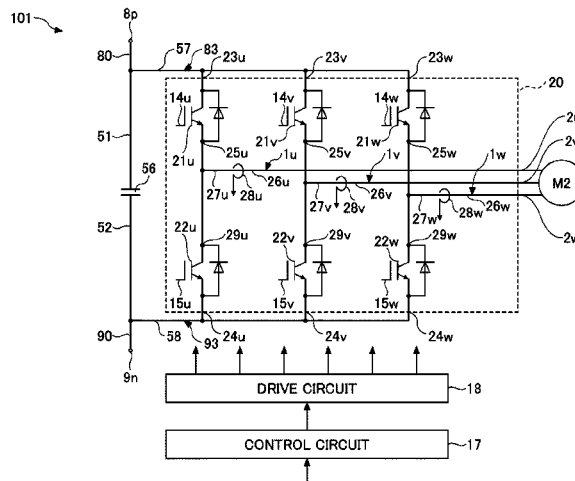 101
8p
80
57
83
23u
23v
23w
20
14u
14v
14w
51
21u
21v
21w
25u
25v
25w
1u
1v
1w
2v
M2
56
27u
28u
26u
27v
28v
26v
27w
28w
26w
2w
52
22u
22v
22w
29u
29v
29w
15u
15v
15w
90
58
93
24u
24v
24w
9n
DRIVE CIRCUIT
18
CONTROL CIRCUIT
17